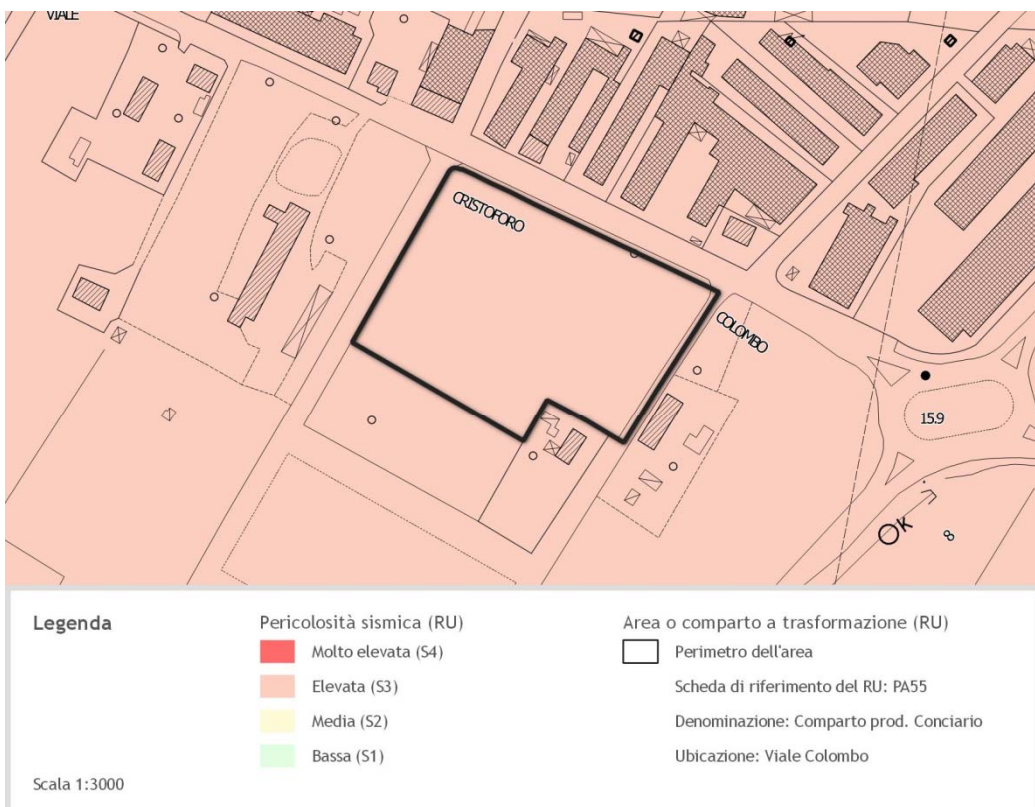 VIALE
CRISTOFORO
COLOMBO
15.9
K
8
Legenda
Pericolosità sismica (RU)
Molto elevata (S4)
Elevata (S3)
Media (S2)
Bassa (S1)
Area o comparto a trasformazione (RU)
Perimetro dell'area
Scheda di riferimento del RU: PA55
Denominazione: Comparto prod. Conciario
Ubicazione: Viale Colombo
Scala 1:3000